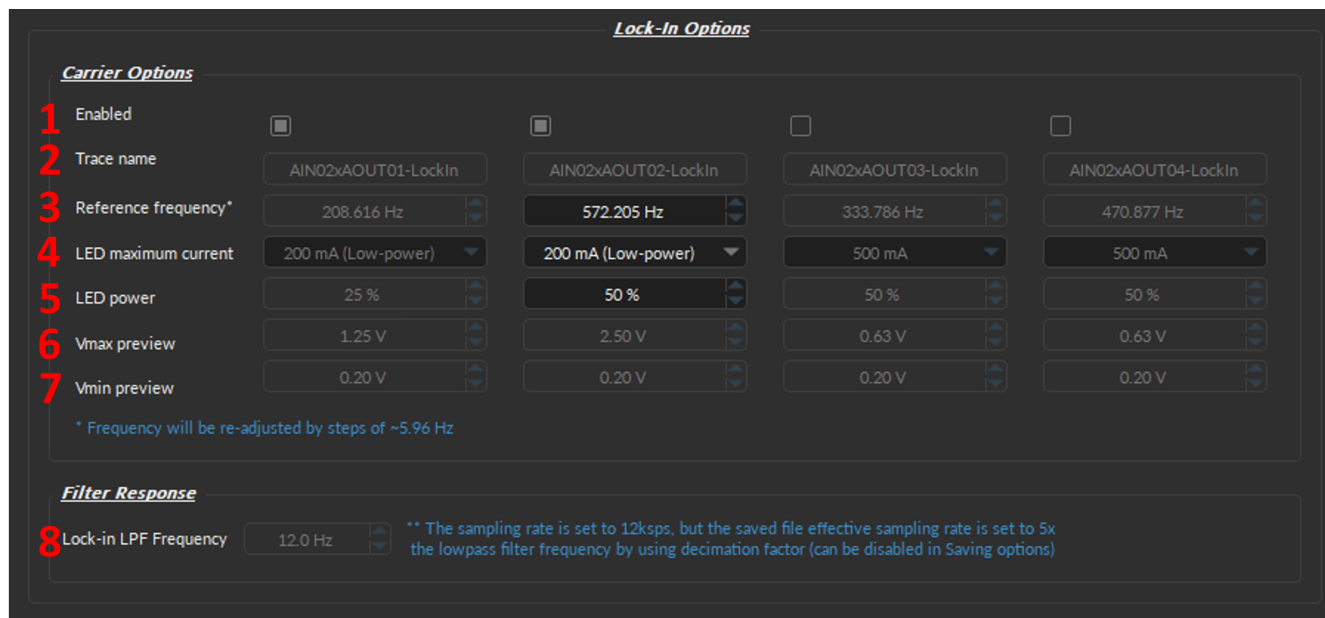 Lock-In Options
Carrier Options
1 Enabled
2 Trace name AIN02xAOUT01-LockIn AIN02xAOUT02-LockIn AIN02xAOUT03-LockIn AIN02xAOUT04-LockIn
3 Reference frequency* 208.616 Hz 572.205 Hz 333.786 Hz 470.877 Hz
4 LED maximum current 200 mA (Low-power) 200 mA (Low-power) 500 mA 500 mA
5 LED power 25 % 50 % 50 % 50 %
6 Vmax preview 1.25 V 2.50 V 0.63 V 0.63 V
7 Vmin preview 0.20 V 0.20 V 0.20 V 0.20 V
* Frequency will be re-adjusted by steps of ~5.96 Hz
Filter Response
8 Lock-in LPF Frequency 12.0 Hz ** The sampling rate is set to 12ksps, but the saved file effective sampling rate is set to 5x
the lowpass filter frequency by using decimation factor (can be disabled in Saving options)